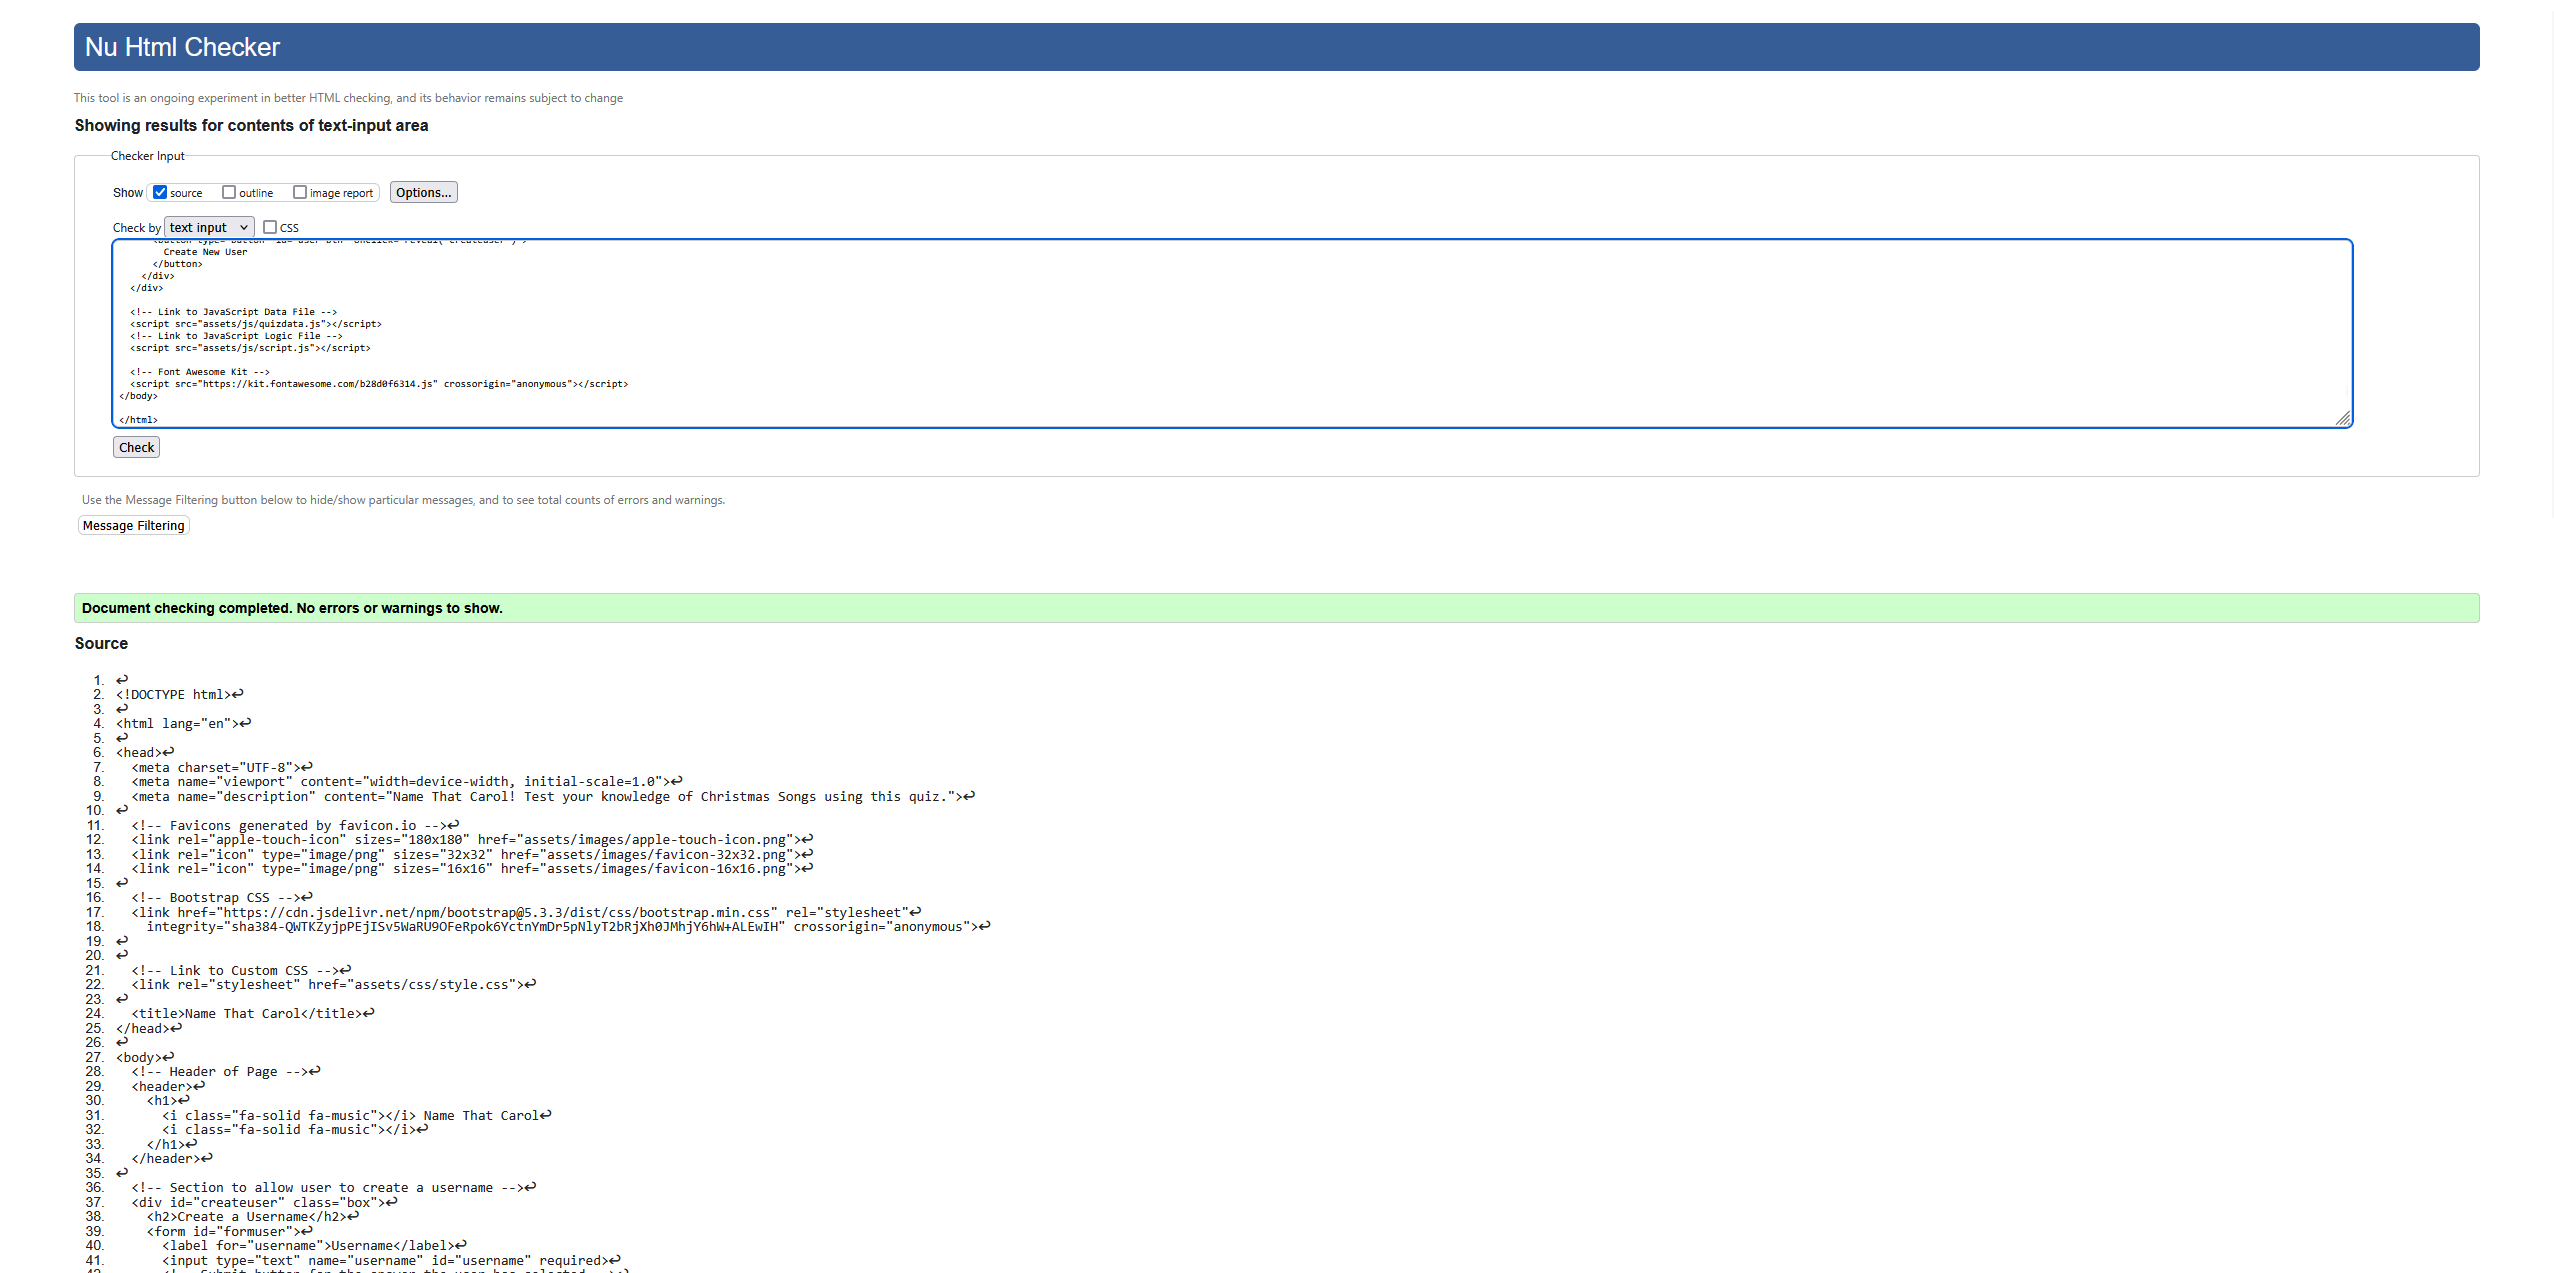 Nu Html Checker
This tool is an ongoing experiment in better HTML checking, and its behavior remains subject to change
Showing results for contents of text-input area
Checker Input
Show source outline image report Options...
Check by text input CSS
Create New User
</button>
</div>
</div>
<!-- Link to JavaScript Data File -->
<script src="assets/js/quizdata.js"></script>
<!-- Link to JavaScript Logic File -->
<script src="assets/js/script.js"></script>
<!-- Font Awesome Kit -->
<script src="https://kit.fontawesome.com/b28d0f6314.js" crossorigin="anonymous"></script>
</body>
</html>
Check
Use the Message Filtering button below to hide/show particular messages, and to see total counts of errors and warnings.
Message Filtering
Document checking completed. No errors or warnings to show.
Source
1. ↩
2. <!DOCTYPE html>↩
3. ↩
4. <html lang="en">↩
5. ↩
6. <head>↩
7. <meta charset="UTF-8">↩
8. <meta name="viewport" content="width=device-width, initial-scale=1.0">↩
9. <meta name="description" content="Name That Carol! Test your knowledge of Christmas Songs using this quiz.">↩
10. ↩
11. <!-- Favicons generated by favicon.io -->↩
12. <link rel="apple-touch-icon" sizes="180x180" href="assets/images/apple-touch-icon.png">↩
13. <link rel="icon" type="image/png" sizes="32x32" href="assets/images/favicon-32x32.png">↩
14. <link rel="icon" type="image/png" sizes="16x16" href="assets/images/favicon-16x16.png">↩
15. ↩
16. <!-- Bootstrap CSS -->↩
17. <link href="https://cdn.jsdelivr.net/npm/bootstrap@5.3.3/dist/css/bootstrap.min.css" rel="stylesheet"↩
18. integrity="sha384-QWTKZyjpPEjISv5WaRU9OFeRpok6YctnYmDr5pNlyT2bRjXh0JMhjY6hW+ALEwIH" crossorigin="anonymous">↩
19. ↩
20. ↩
21. <!-- Link to Custom CSS -->↩
22. <link rel="stylesheet" href="assets/css/style.css">↩
23. ↩
24. <title>Name That Carol</title>↩
25. </head>↩
26. ↩
27. <body>↩
28. <!-- Header of Page -->↩
29. <header>↩
30. <h1>↩
31. <i class="fa-solid fa-music"></i> Name That Carol↩
32. <i class="fa-solid fa-music"></i>↩
33. </h1>↩
34. </header>↩
35. ↩
36. <!-- Section to allow user to create a username -->↩
37. <div id="createuser" class="box">↩
38. <h2>Create a Username</h2>↩
39. <form id="formuser">↩
40. <label for="username">Username</label>↩
41. <input type="text" name="username" id="username" required>↩